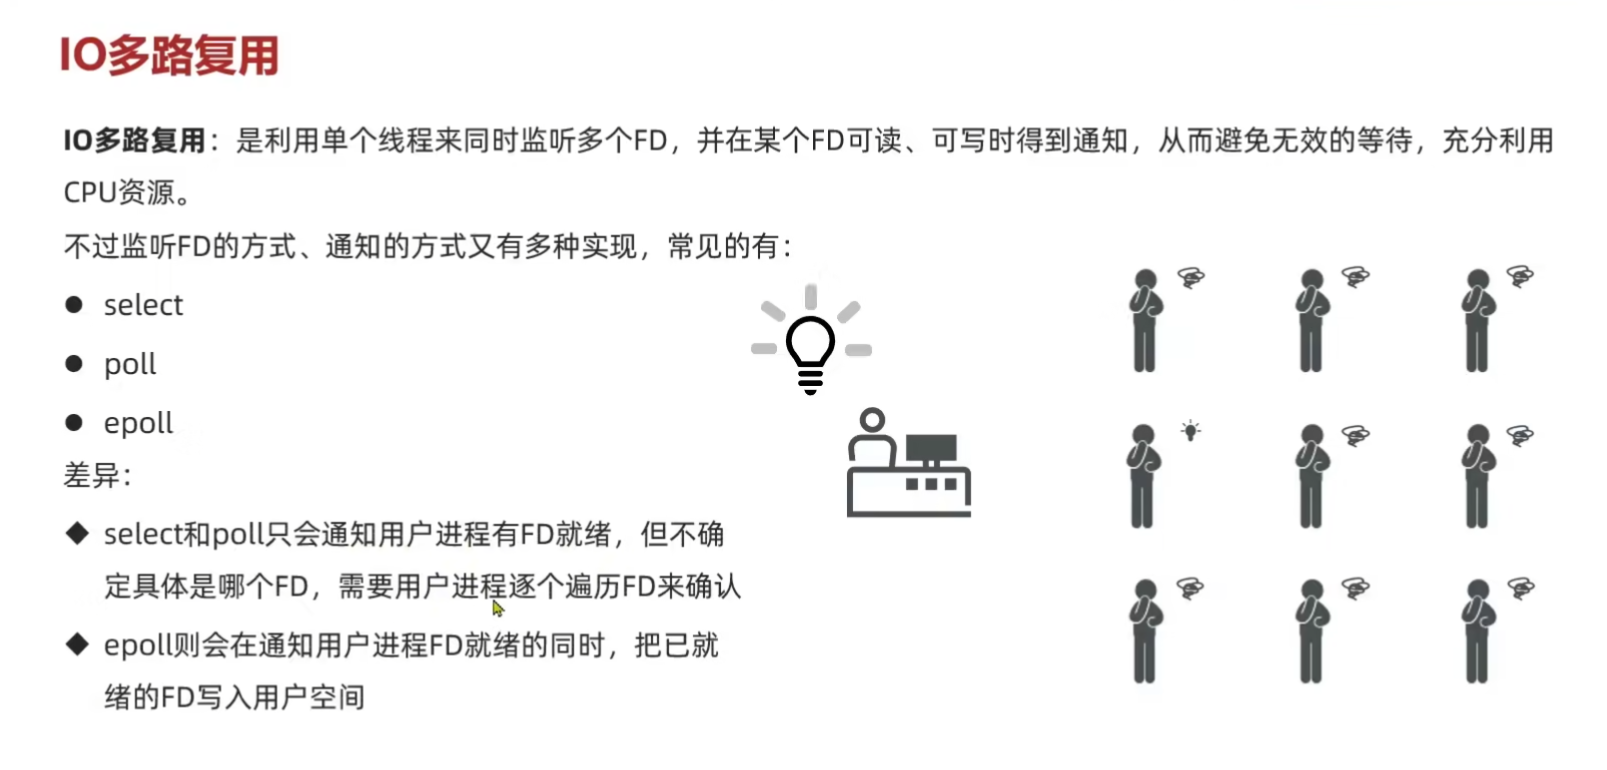 IO多路复用
IO多路复用：是利用单个线程来同时监听多个FD，并在某个FD可读、可写时得到通知，从而避免无效的等待，充分利用
CPU资源。
不过监听FD的方式、通知的方式又有多种实现，常见的有：
● select
● poll
● epoll
差异：
◆ select和poll只会通知用户进程有FD就绪，但不确
定具体是哪个FD，需要用户进程逐个遍历FD来确认
◆ epoll则会在通知用户进程FD就绪的同时，把已就
绪的FD写入用户空间